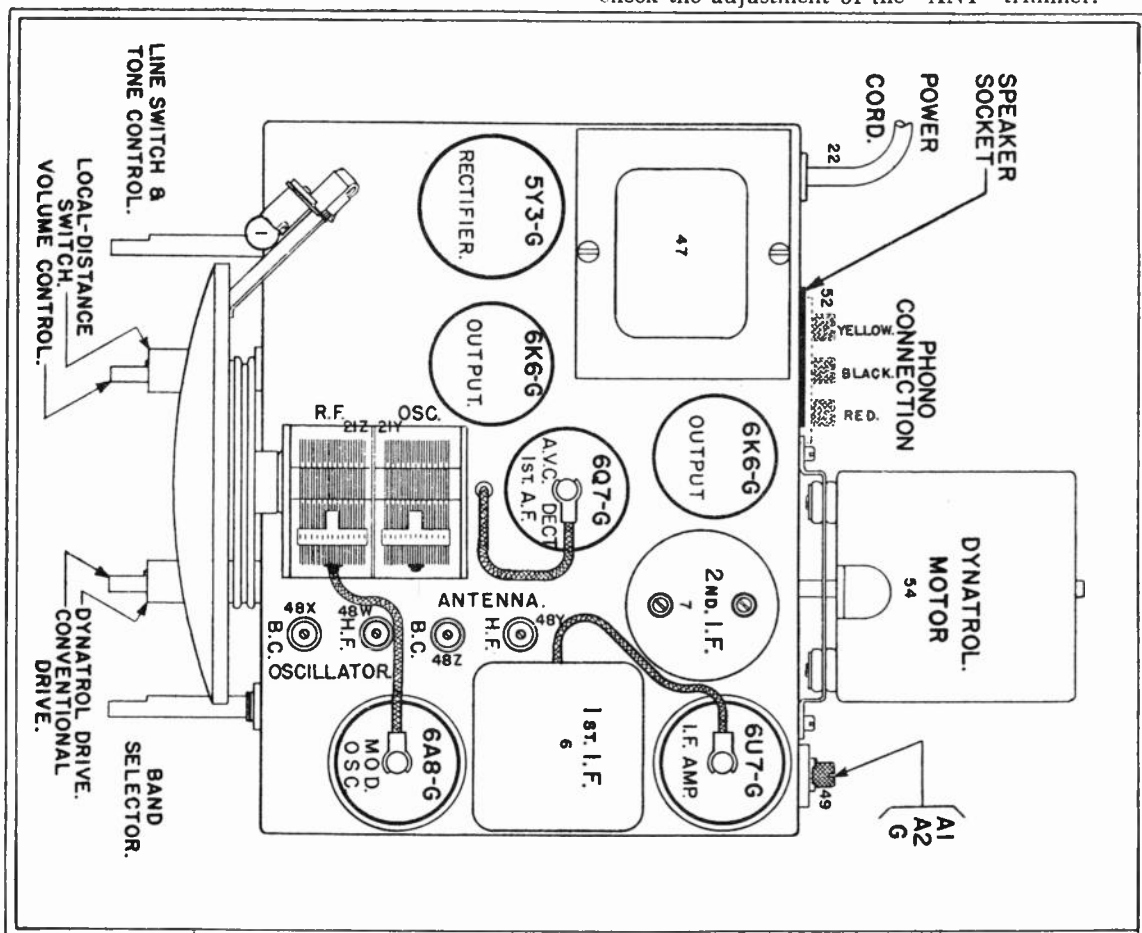 check the adjustment of the "ANT" trimmer.
LINE SWITCH &
TONE CONTROL.
LOCAL-DISTANCE
SWITCH.
VOLUME CONTROL.
DYNATROL DRIVE.
CONVENTIONAL
DRIVE.
BAND
SELECTOR.
SPEAKER
SOCKET
POWER
CORD.
22
5Y3-G
RECTIFIER.
47
52
PHONO
CONNECTION
YELLOW.
BLACK.
RED.
6K6-G
OUTPUT.
6K6-G
OUTPUT
R.F.
OSC.
21Z
21Y
6Q7-G
A.V.C. DECT
1ST. A.F.
2ND. I.F.
7
DYNATROL.
MOTOR
54
ANTENNA.
48X
B.C.
48W
H.F.
B.C.
48Z
H.F.
48Y
OSCILLATOR.
6A8-G
MOD.
OSC.
1ST. I.F.
6
6U7-G
I.F. AMP.
49
A1
A2
G